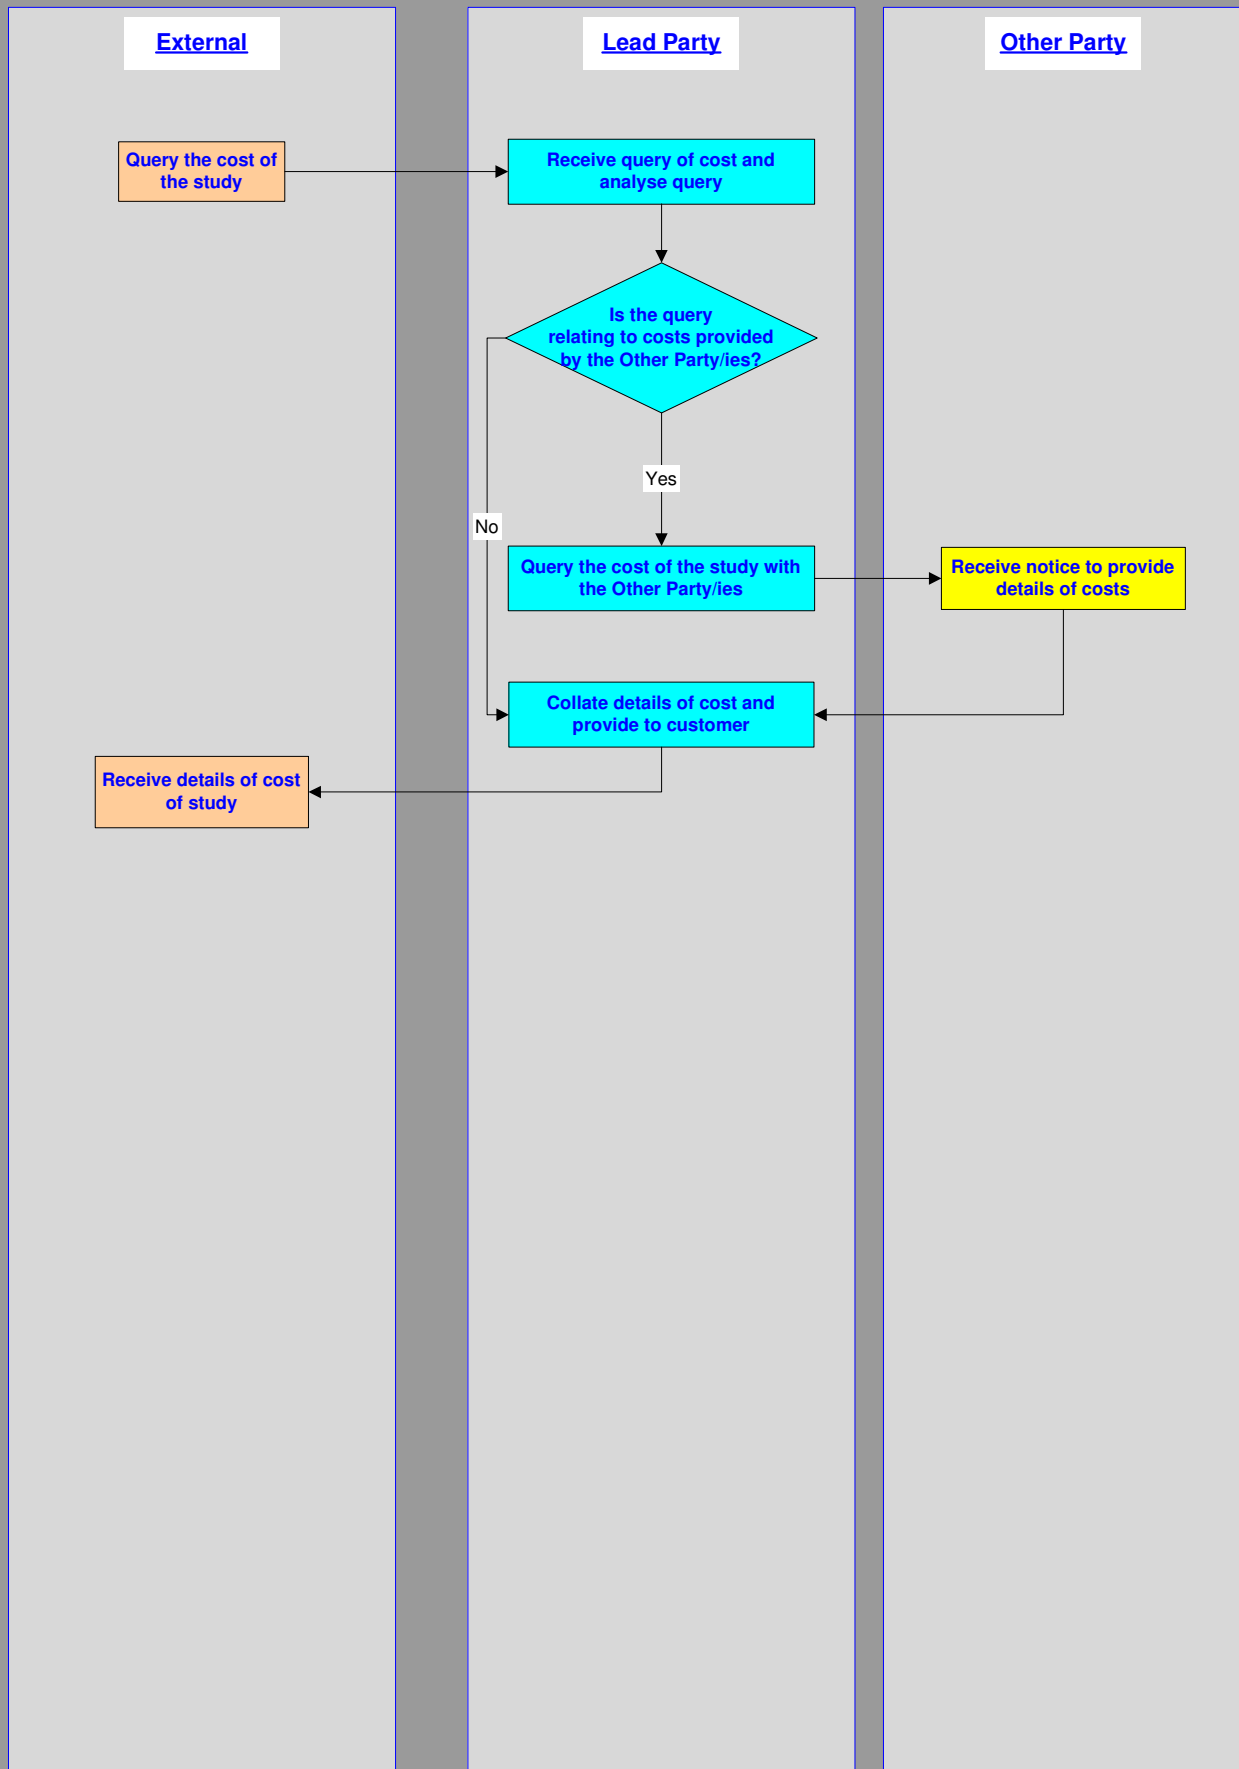 External
Lead Party
Other Party
Query the cost of
the study
Receive query of cost and
analyse query
Is the query
relating to costs provided
by the Other Party/ies?
Yes
No
Query the cost of the study with
the Other Party/ies
Receive notice to provide
details of costs
Collate details of cost and
provide to customer
Receive details of cost
of study